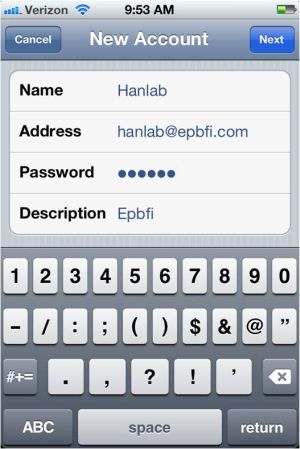 Verizon 9:53 AM
Cancel New Account Next
Name Hanlab
Address hanlab@epbfi.com
Password ●●●●●●
Description Epbfi
1 2 3 4 5 6 7 8 9 0
- / : ; ( ) $ & @ ”
#+= . , ? ! ’
ABC space return